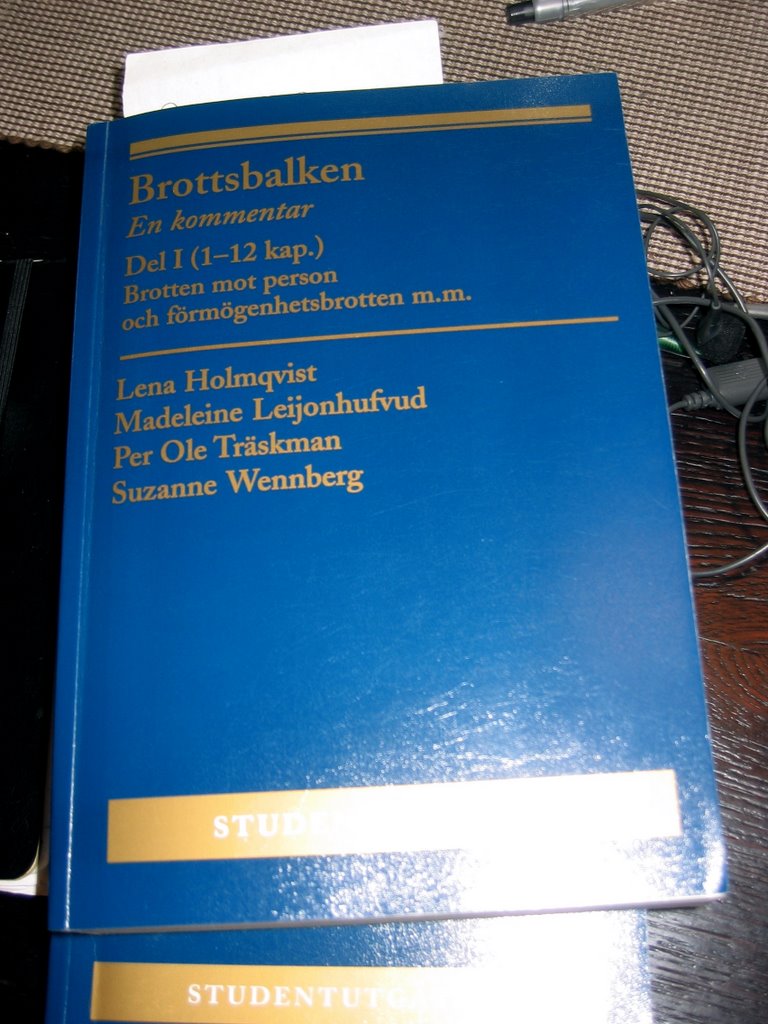 Brottsbalken
En kommentar
Del I (1–12 kap.)
Brotten mot person
och förmögenhetsbrotten m.m.
Lena Holmqvist
Madeleine Leijonhufvud
Per Ole Träskman
Suzanne Wennberg